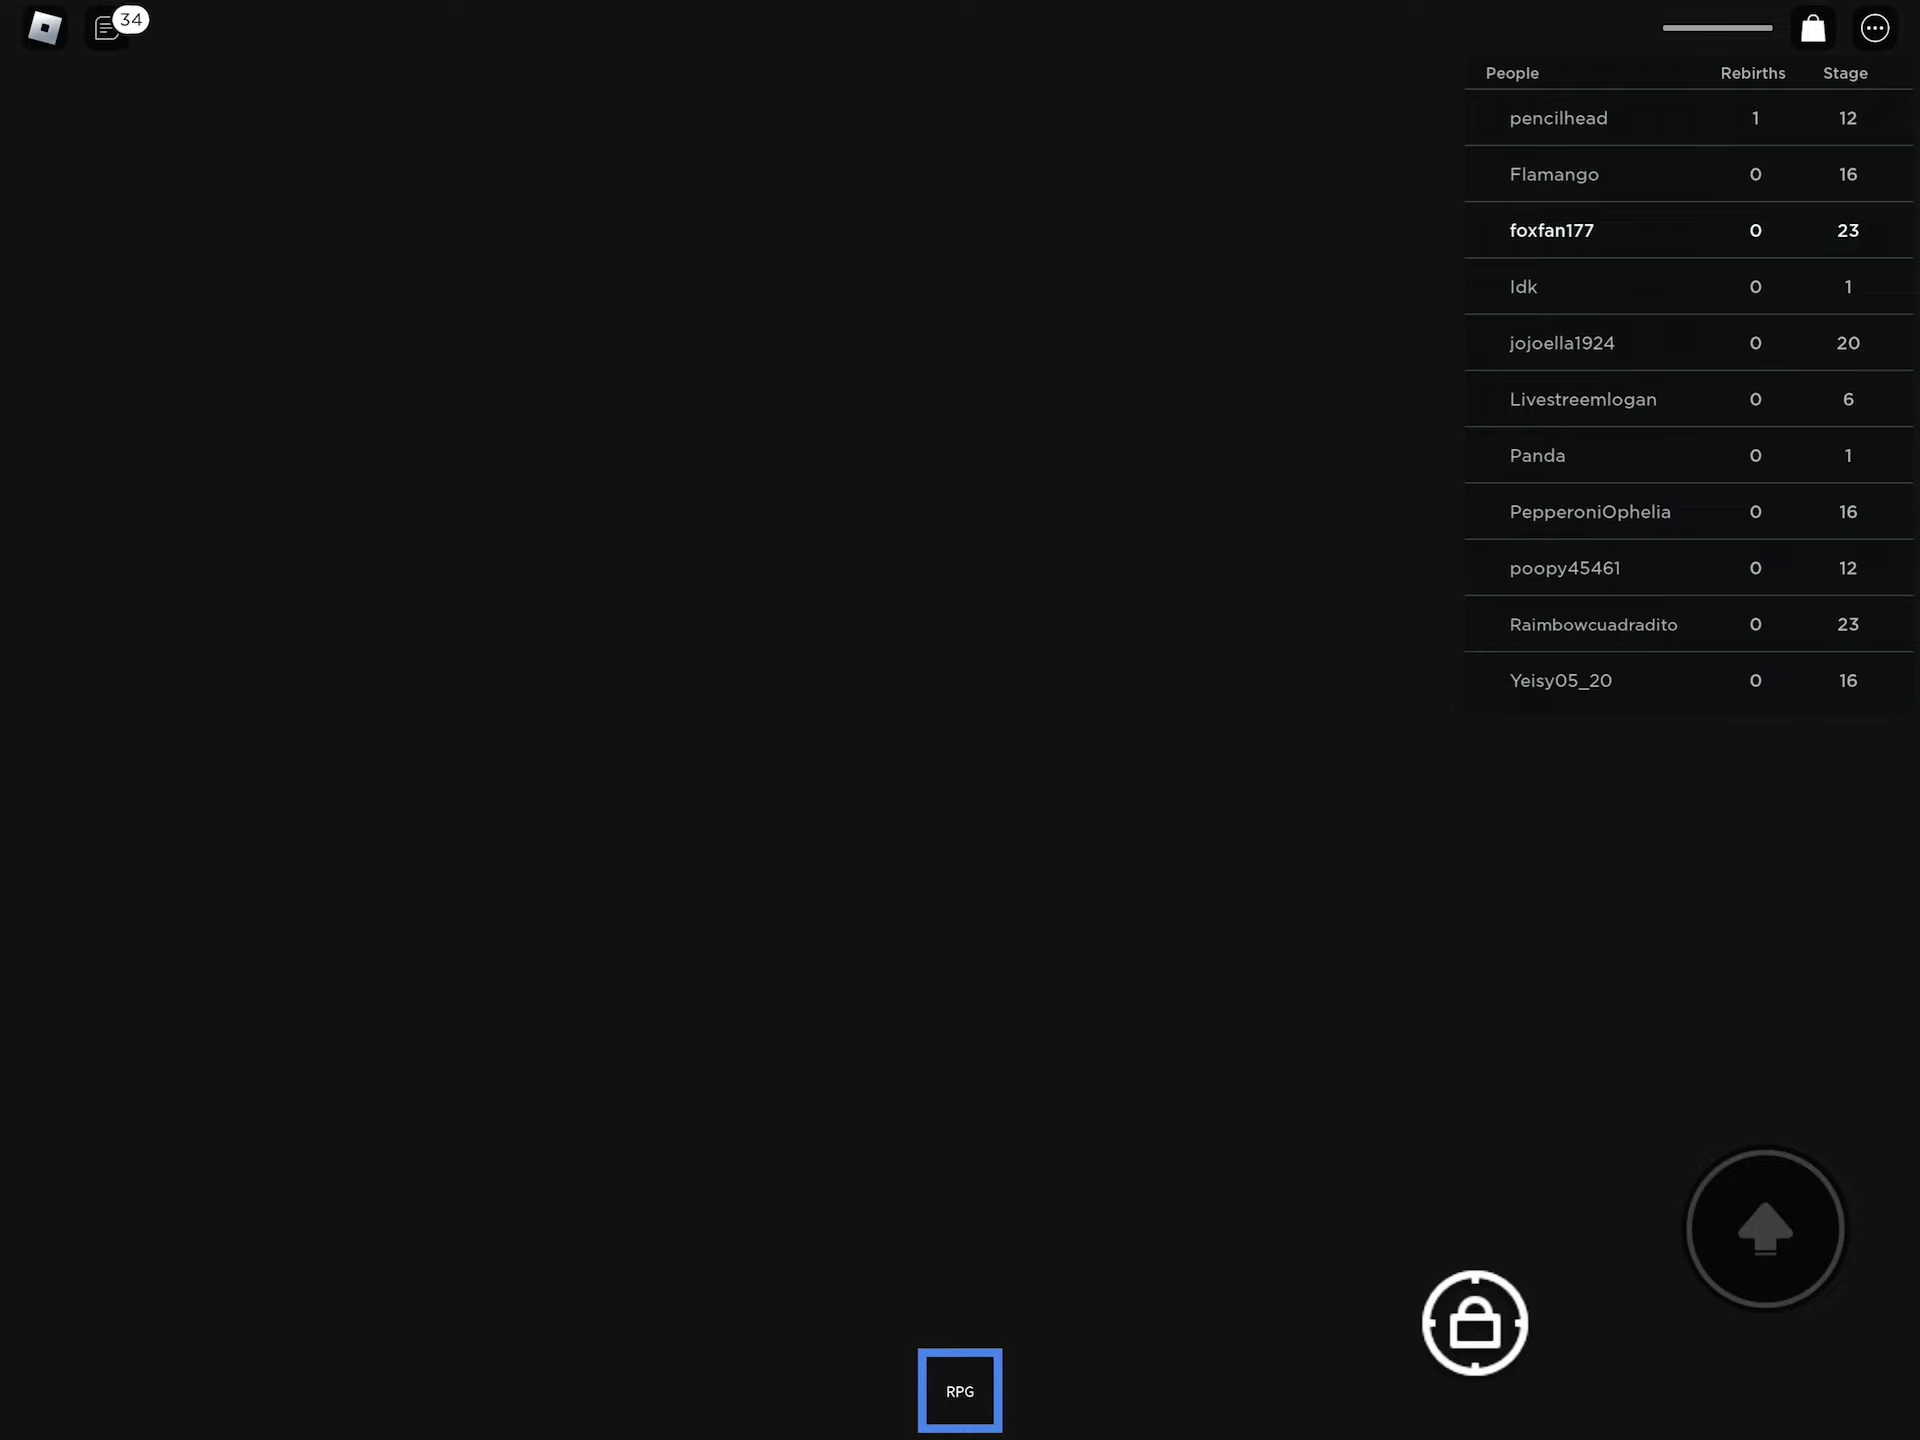 34
People Rebirths Stage
pencilhead 1 12
Flamango 0 16
foxfan177 0 23
Idk 0 1
jojoella1924 0 20
Livestreemlogan 0 6
Panda 0 1
PepperoniOphelia 0 16
poopy45461 0 12
Raimbowcuadradito 0 23
Yeisy05_20 0 16
RPG